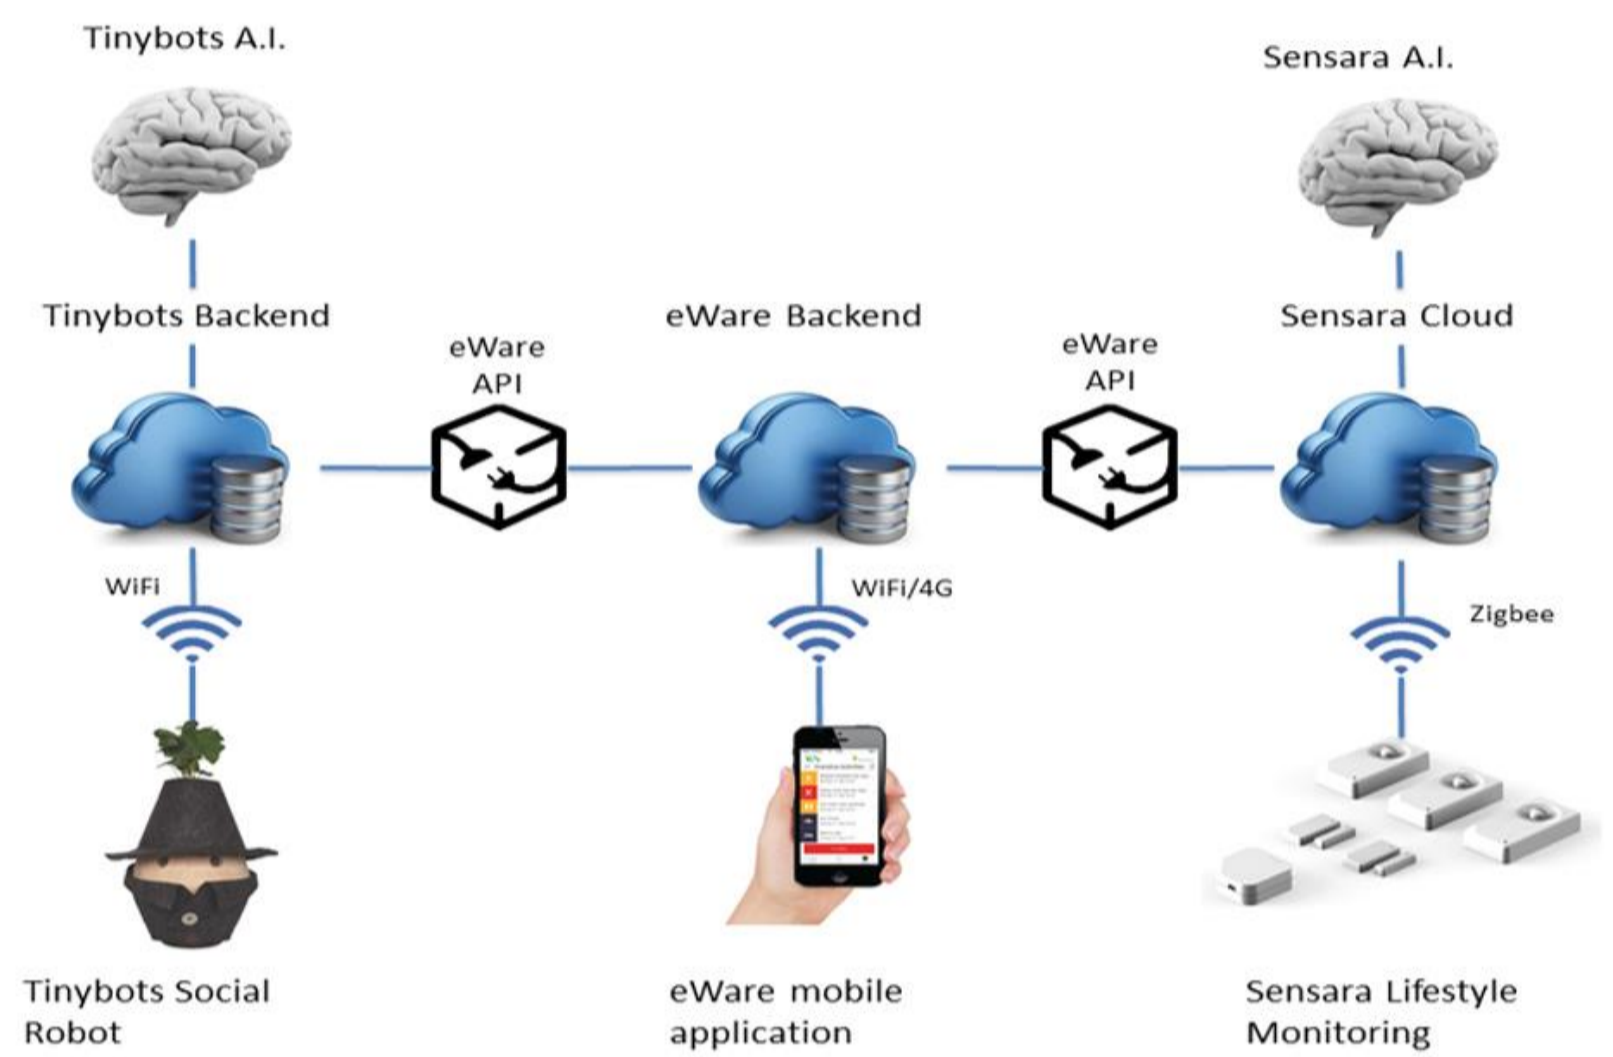 Tinybots A.I.
Sensara A.I.
Tinybots Backend
eWare Backend
Sensara Cloud
eWare
API
eWare
API
WiFi
WiFi/4G
Zigbee
Tinybots Social
Robot
eWare mobile
application
Sensara Lifestyle
Monitoring